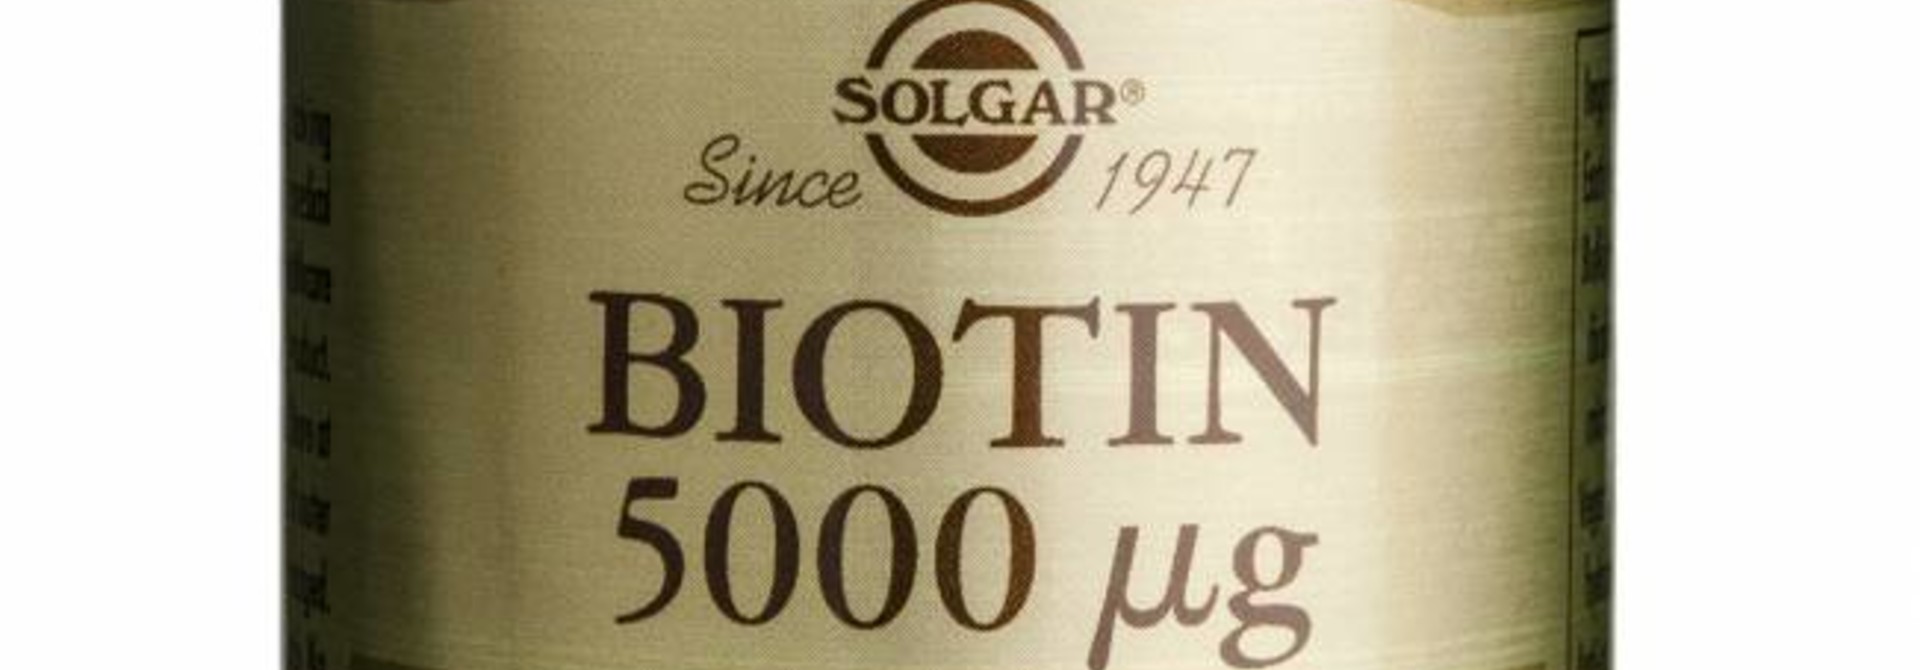 SOLGAR®
Since 1947
BIOTIN
5000 µg